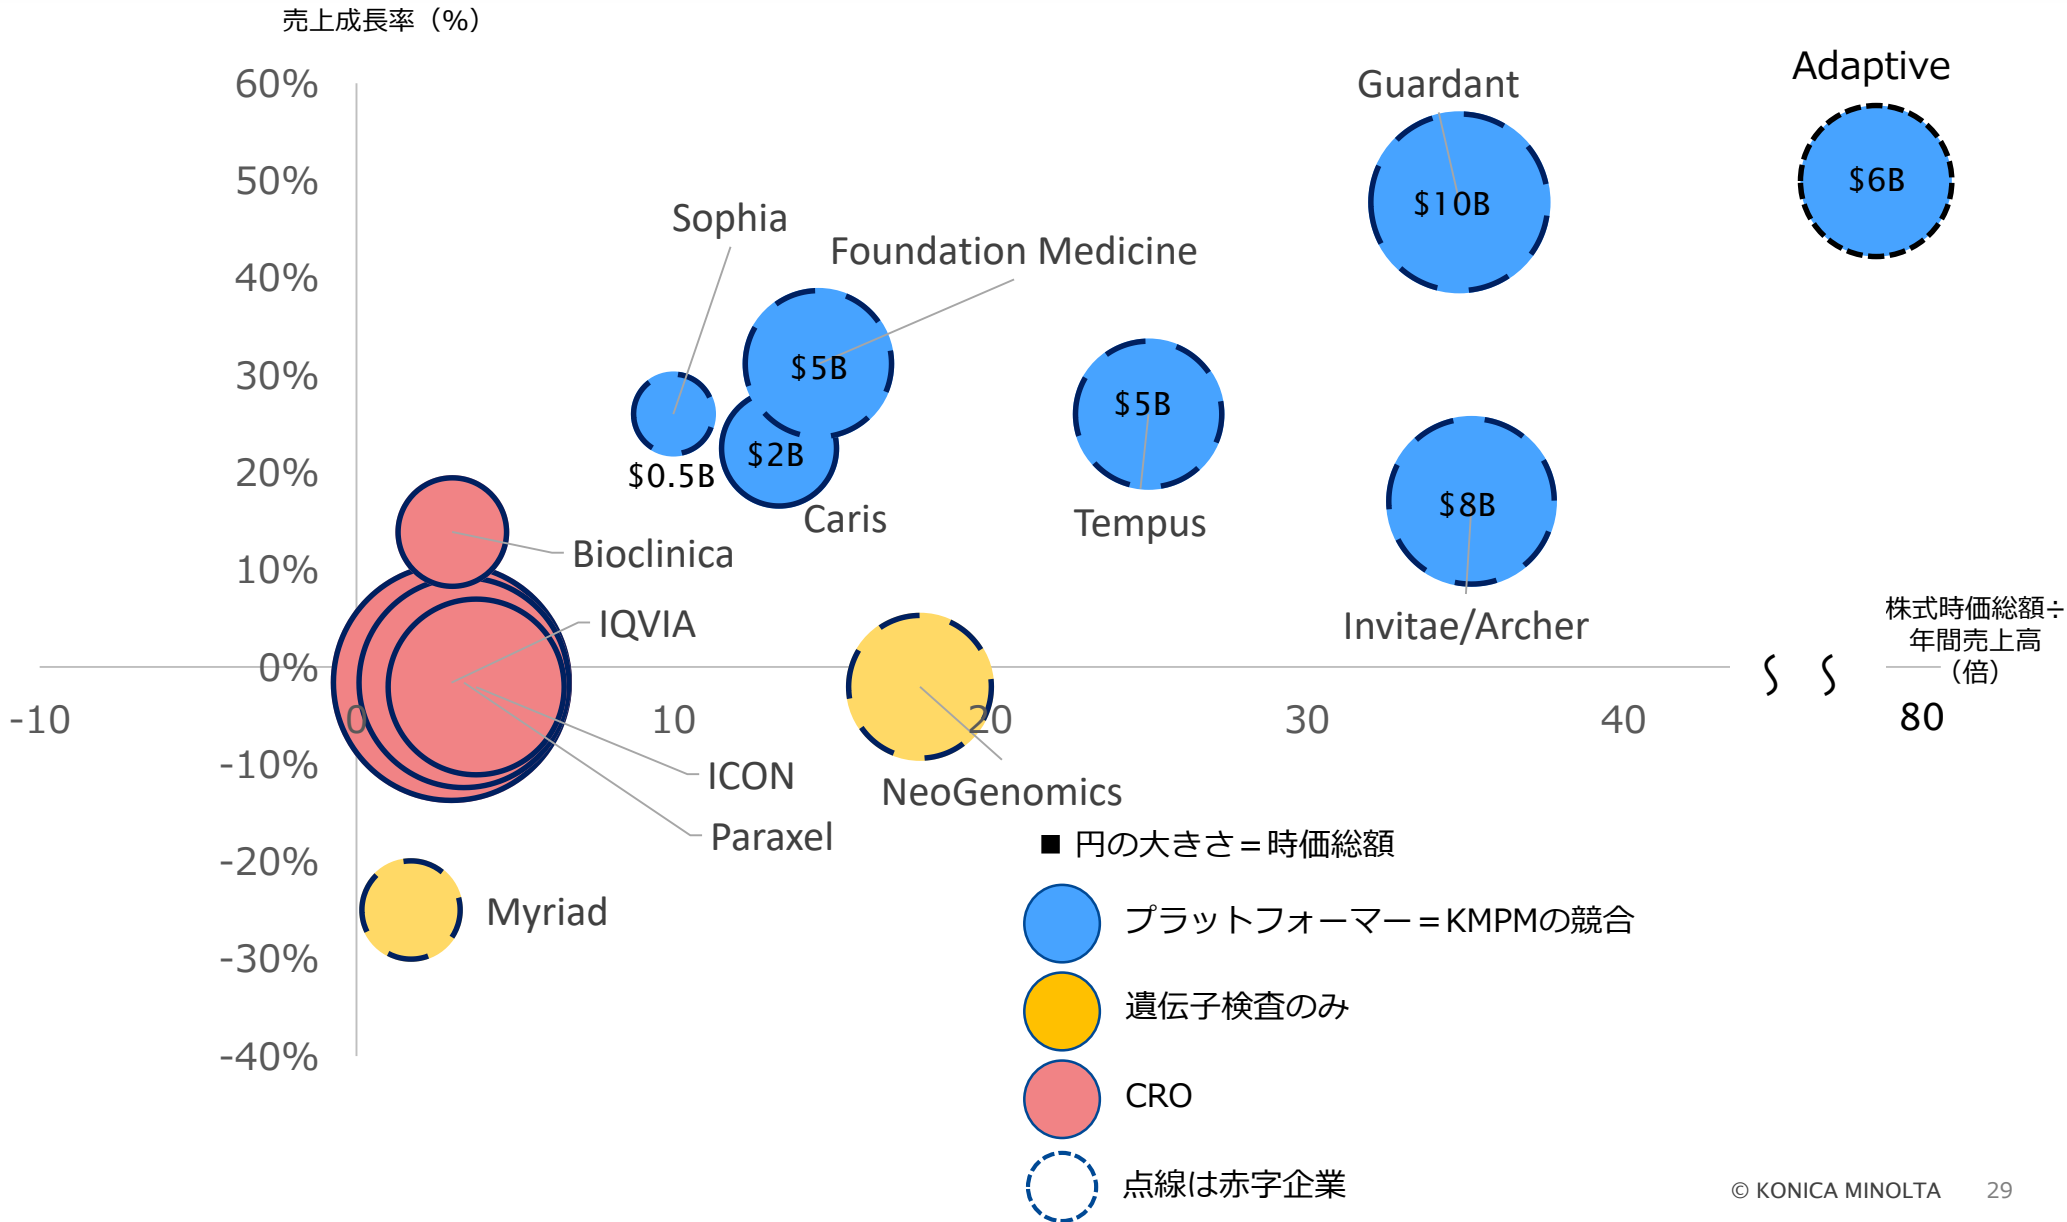 売上成長率（%）
60%
50%
40%
30%
20%
10%
0%
-10%
-20%
-30%
-40%
-10
0
10
20
30
40
80
株式時価総額÷
年間売上高
（倍）
Adaptive
$6B
Guardant
$10B
Sophia
$0.5B
Foundation Medicine
$5B
$2B
Caris
$5B
Tempus
$8B
Invitae/Archer
Bioclinica
IQVIA
ICON
Paraxel
NeoGenomics
Myriad
■ 円の大きさ＝時価総額
プラットフォーマー＝KMPMの競合
遺伝子検査のみ
CRO
点線は赤字企業
© KONICA MINOLTA 29